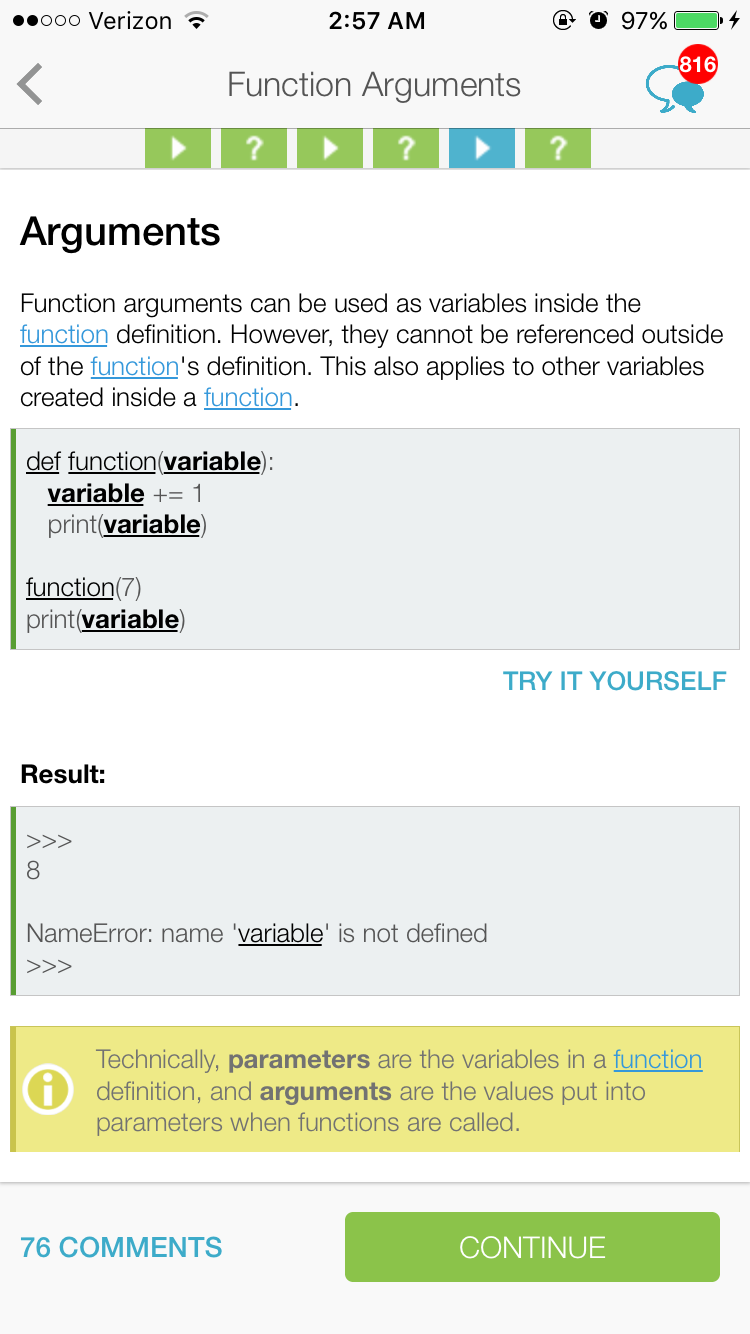 Verizon 2:57 AM 97%
Function Arguments 816
? ? ?
Arguments
Function arguments can be used as variables inside the
function definition. However, they cannot be referenced outside
of the function's definition. This also applies to other variables
created inside a function.
def function(variable):
variable += 1
print(variable)
function(7)
print(variable)
TRY IT YOURSELF
Result:
>>>
8
NameError: name 'variable' is not defined
>>>
Technically, parameters are the variables in a function
definition, and arguments are the values put into
parameters when functions are called.
76 COMMENTS CONTINUE